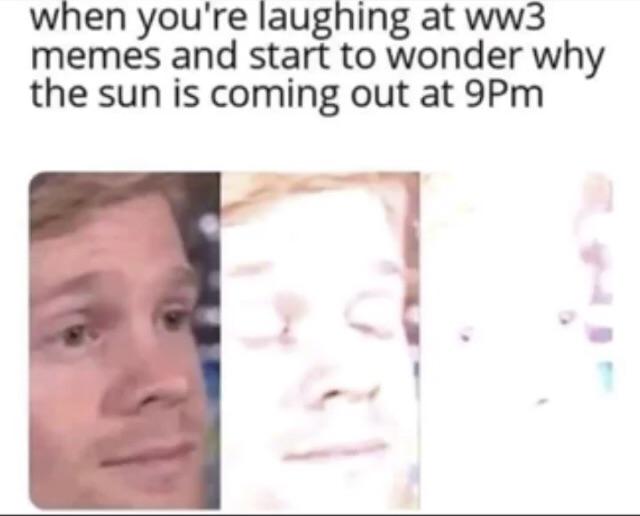 when you're laughing at ww3
memes and start to wonder why
the sun is coming out at 9Pm